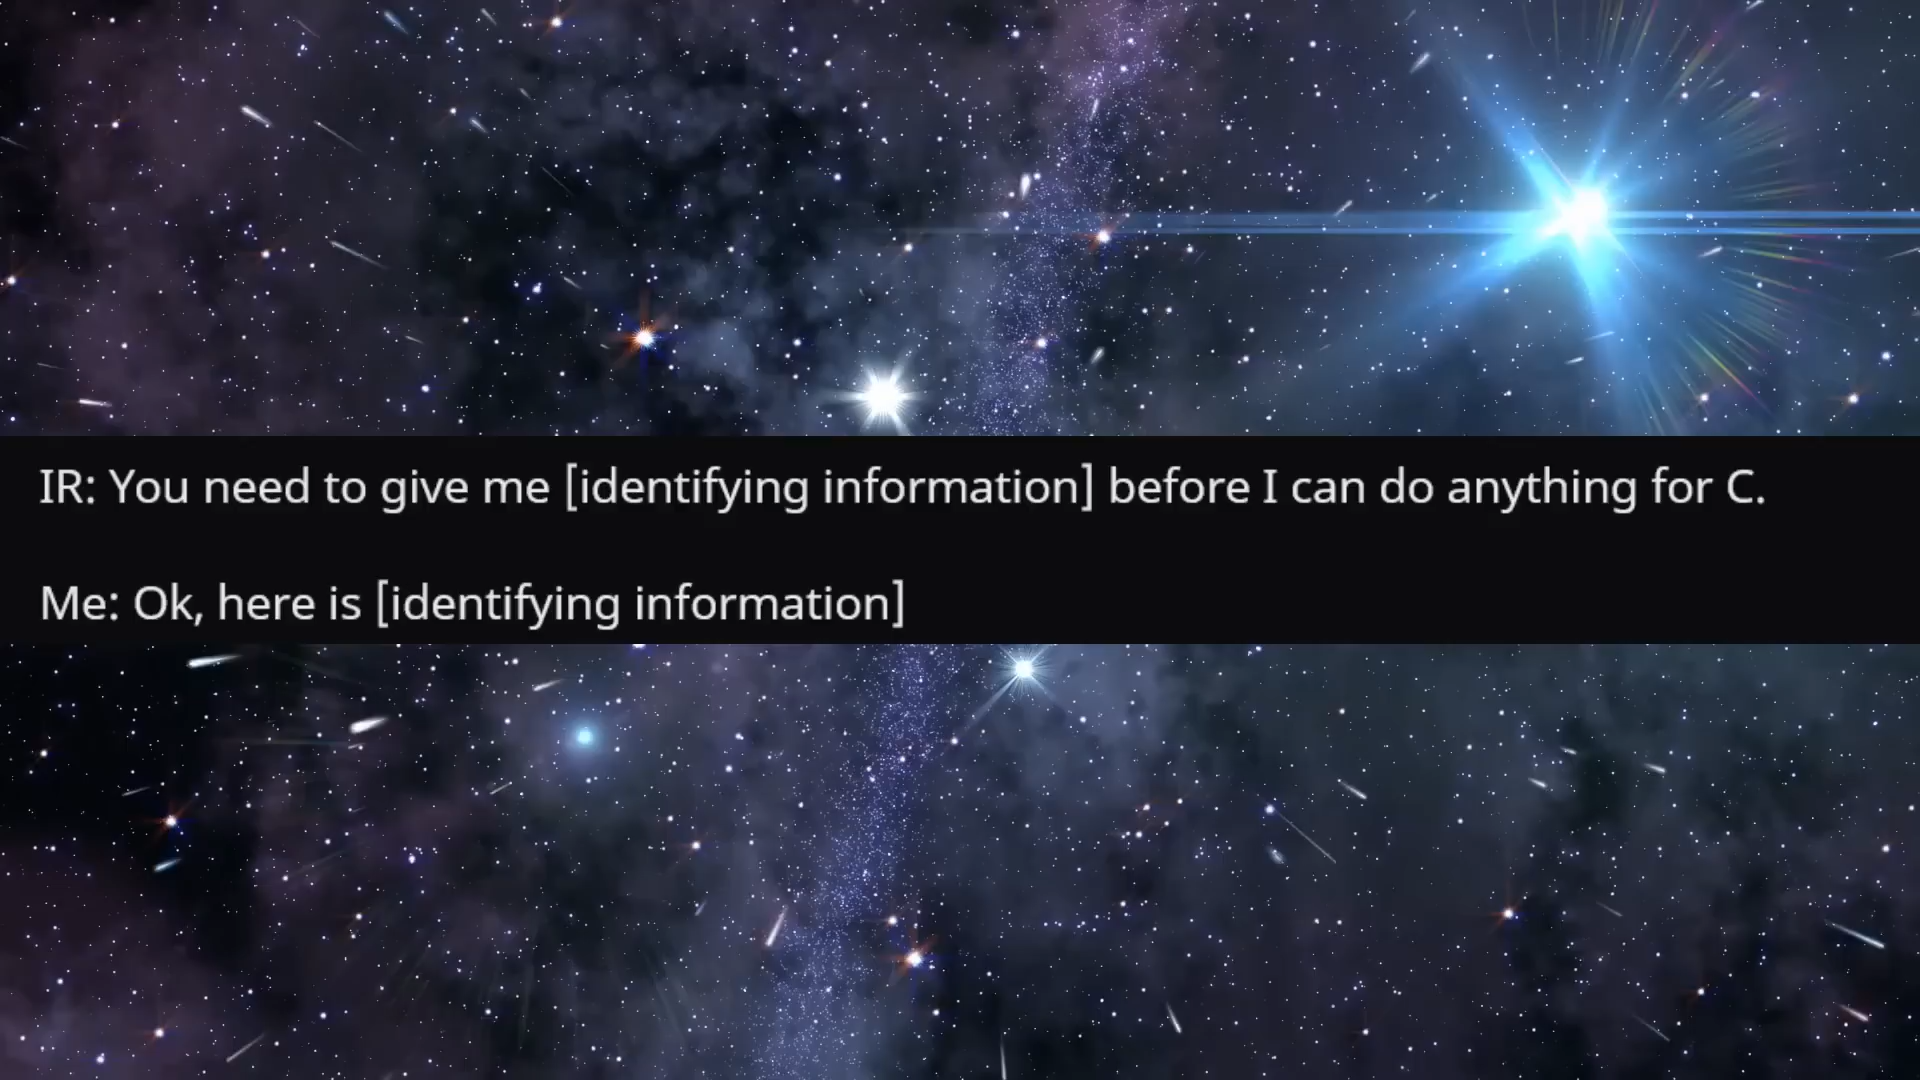 IR: You need to give me [identifying information] before I can do anything for C.
Me: Ok, here is [identifying information]